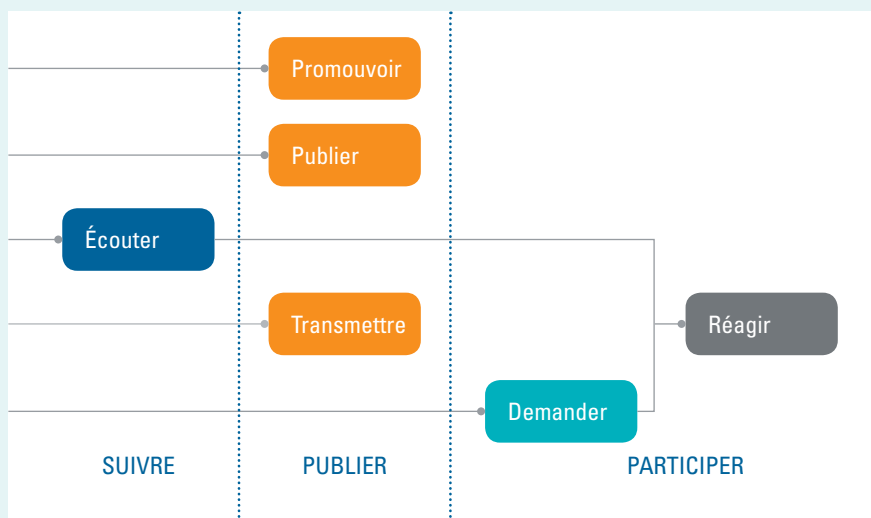 Promouvoir
Publier
Écouter
Transmettre
Réagir
Demander
SUIVRE
PUBLIER
PARTICIPER